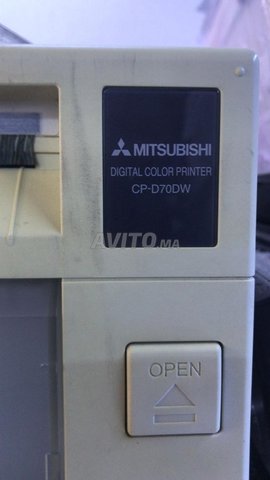 MITSUBISHI
DIGITAL COLOR PRINTER
CP-D70DW
AVITO.ma
OPEN